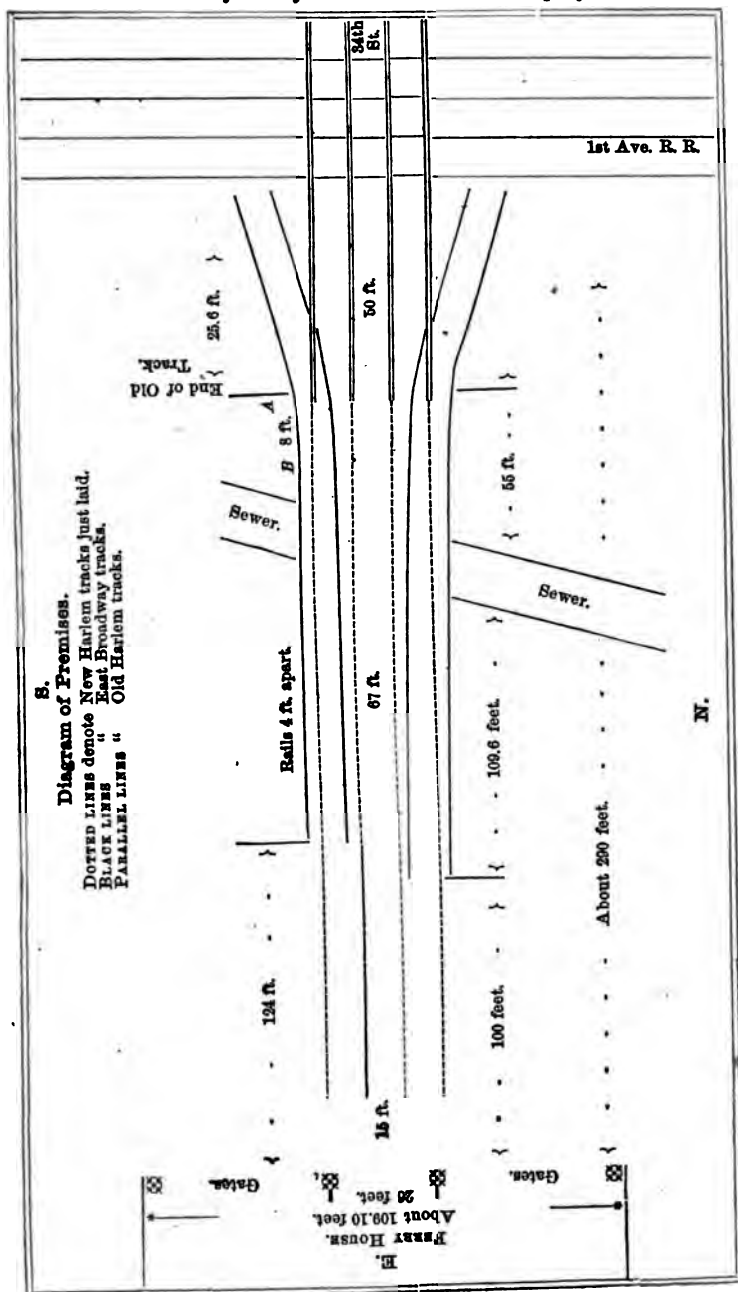 34th
St.
1st Ave. R. R.
25.6 ft.
50 ft.
End of Old
Track.
A
8 ft.
B
55 ft.
Sewer.
Sewer.
S.
Diagram of Premises.
DOTTED LINES denote New Harlem tracks just laid.
BLACK LINES " East Broadway tracks.
PARALLEL LINES " Old Harlem tracks.
Rails 4 ft. apart.
67 ft.
109.6 feet.
About 290 feet.
N.
124 ft.
100 feet.
15 ft.
Gates.
Gates.
26 feet.
About 109.10 feet.
FERRY HOUSE.
E.